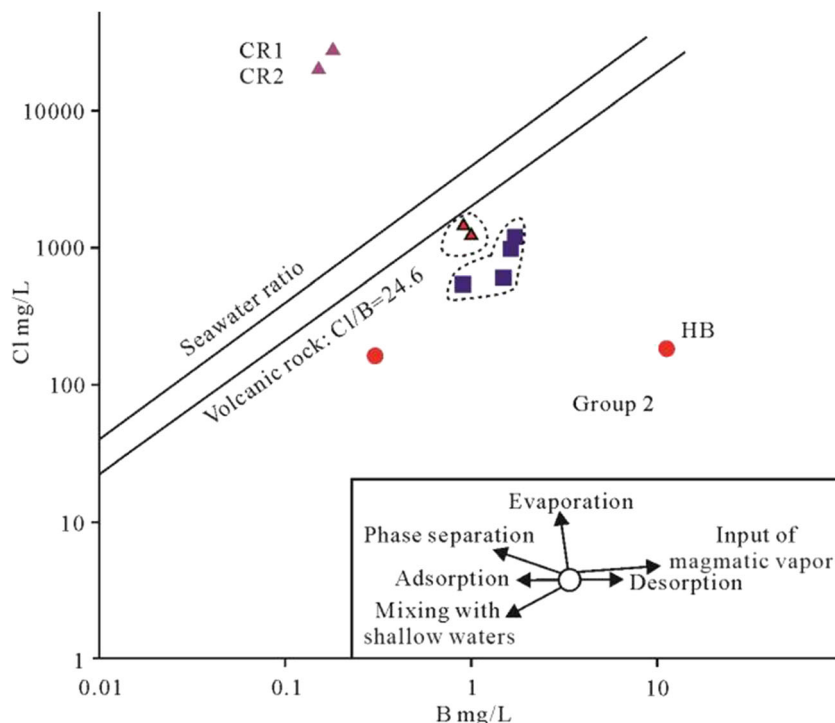 CR1
CR2
10000
1000
100
10
1
Cl mg/L
Seawater ratio
Volcanic rock: Cl/B=24.6
HB
Group 2
Evaporation
Phase separation
Input of
magmatic vapor
Adsorption
Desorption
Mixing with
shallow waters
0.01
0.1
1
10
B mg/L